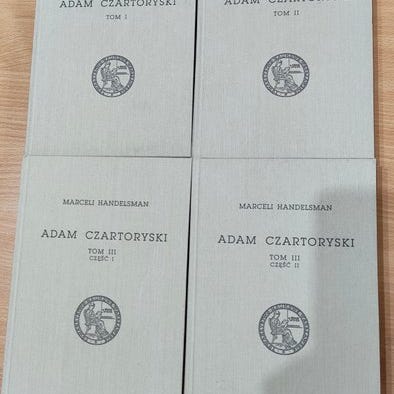 ADAM CZARTORYSKI
TOM I
ADAM CZARTORYSKI
TOM II
MARCELI HANDELSMAN
ADAM CZARTORYSKI
TOM III
CZĘŚĆ I
MARCELI HANDELSMAN
ADAM CZARTORYSKI
TOM III
CZĘŚĆ II